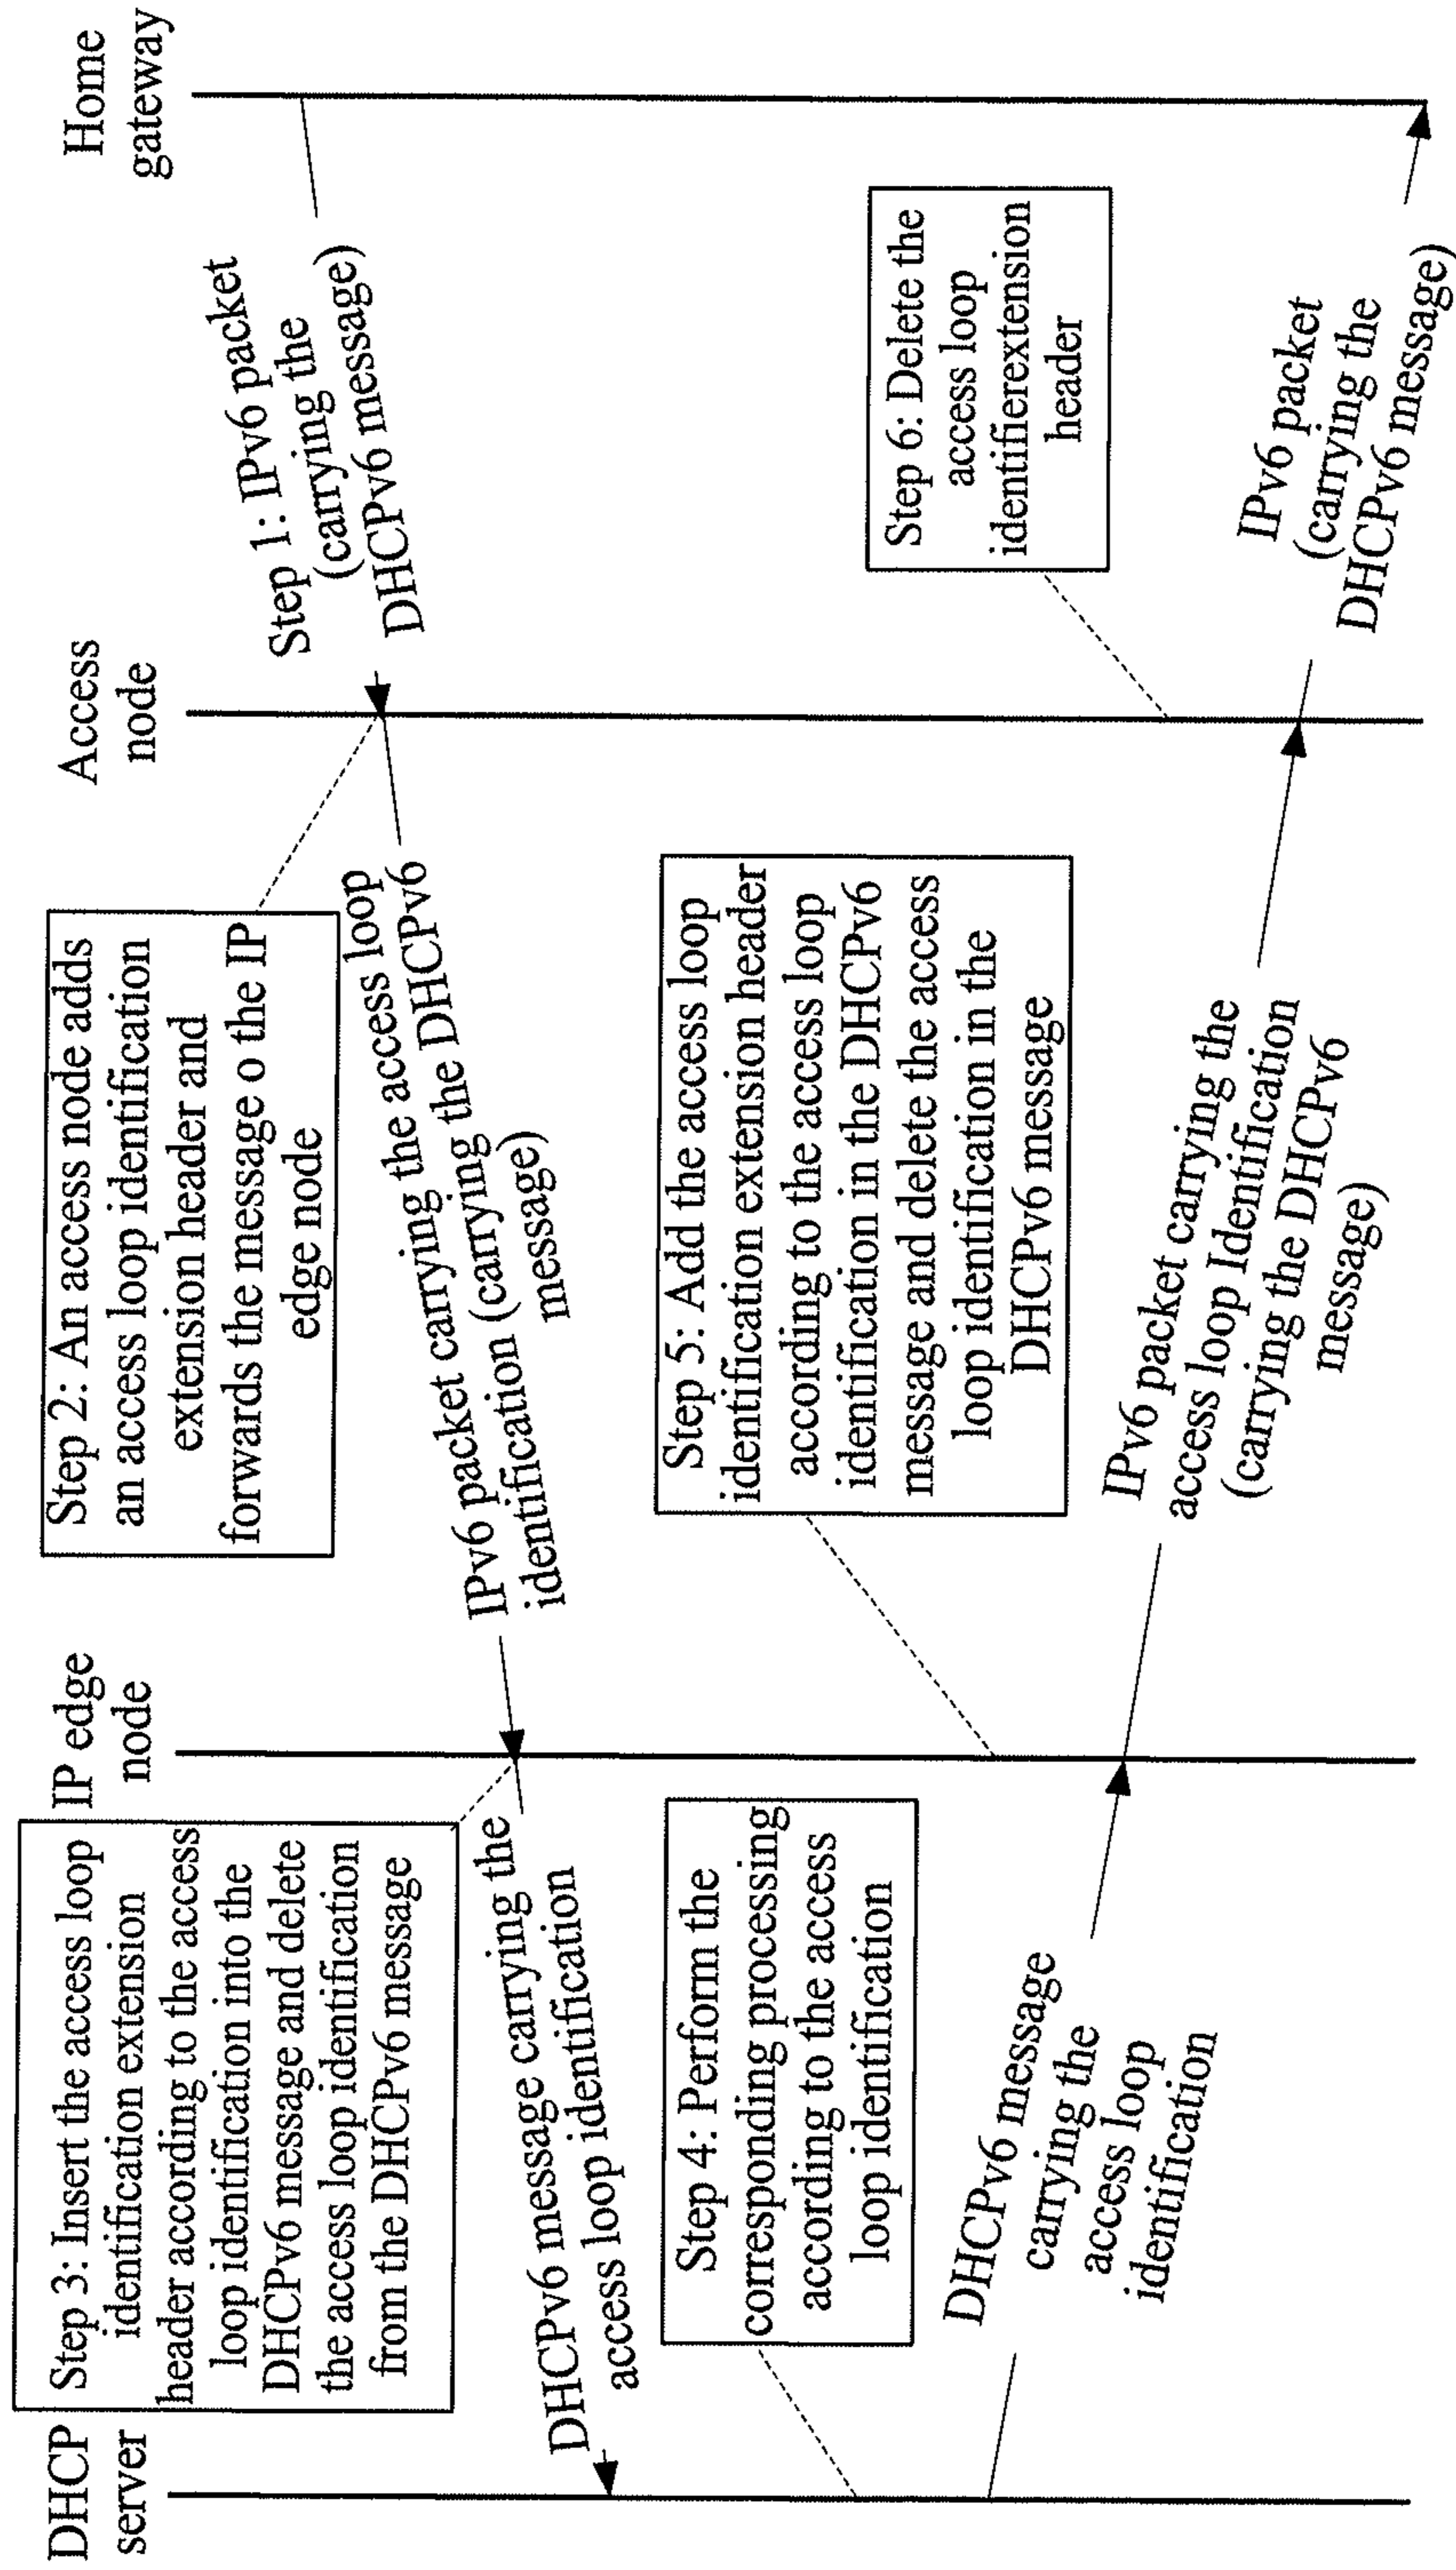 DHCP
server
IP edge
node
Access
node
Home
gateway
Step 1: IPv6 packet
(carrying the
DHCPv6 message)
Step 2: An access node adds
an access loop identification
extension header and
forwards the message o the IP
edge node
IPv6 packet carrying the access loop
identification (carrying the DHCPv6
message)
Step 3: Insert the access loop
identification extension
header according to the access
loop identification into the
DHCPv6 message and delete
the access loop identification
from the DHCPv6 message
DHCPv6 message carrying the
access loop identification
Step 4: Perform the
corresponding processing
according to the access
loop identification
DHCPv6 message
carrying the
access loop
identification
Step 5: Add the access loop
identification extension header
according to the access loop
identification in the DHCPv6
message and delete the access
loop identification in the
DHCPv6 message
IPv6 packet carrying the
access loop Identification
(carrying the DHCPv6
message)
Step 6: Delete the
access loop
identifierextension
header
IPv6 packet
(carrying the
DHCPv6 message)